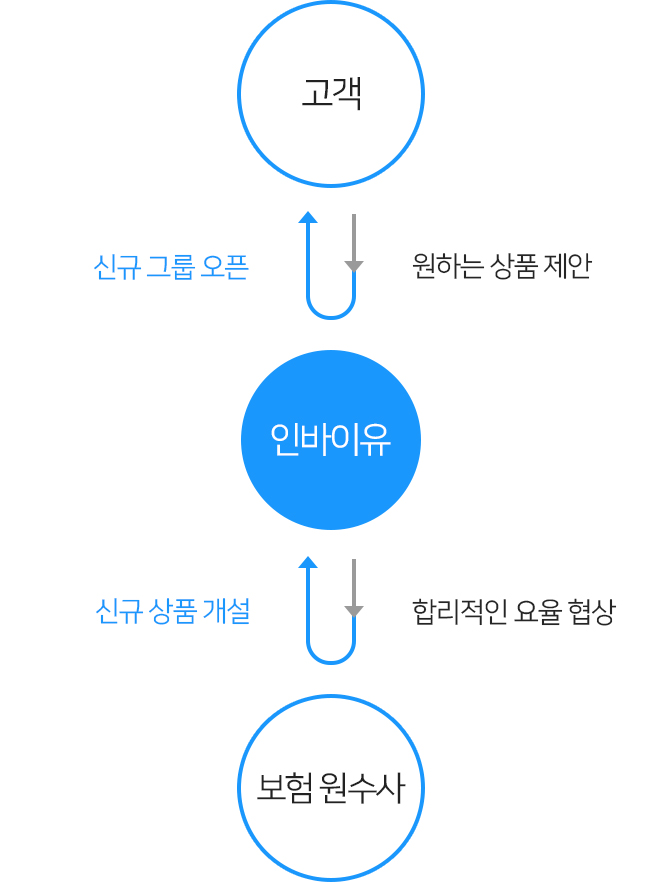 고객
신규 그룹 오픈
원하는 상품 제안
인바이유
신규 상품 개설
합리적인 요율 협상
보험 원수사